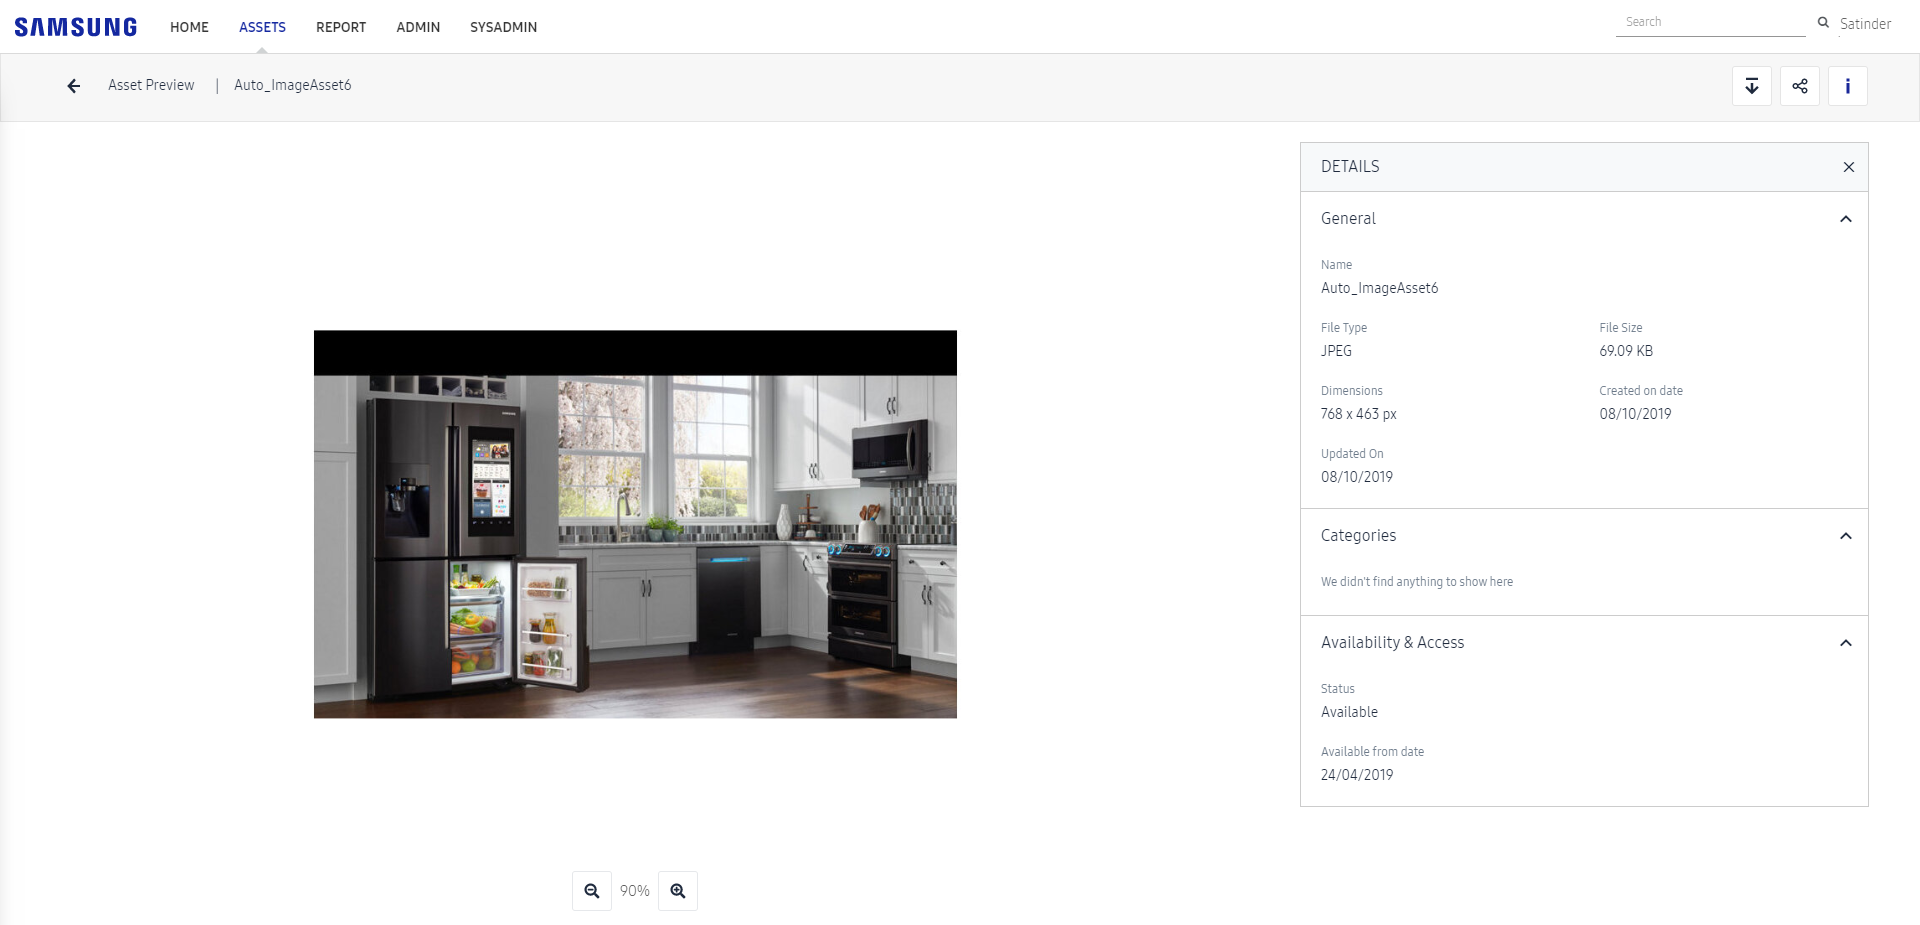 SAMSUNG HOME ASSETS REPORT ADMIN SYSADMIN Search Satinder
Asset Preview | Auto_ImageAsset6
DETAILS
General
Name
Auto_ImageAsset6
File Type File Size
JPEG 69.09 KB
Dimensions Created on date
768 x 463 px 08/10/2019
Updated On
08/10/2019
Categories
We didn't find anything to show here
Availability & Access
Status
Available
Available from date
24/04/2019
90%